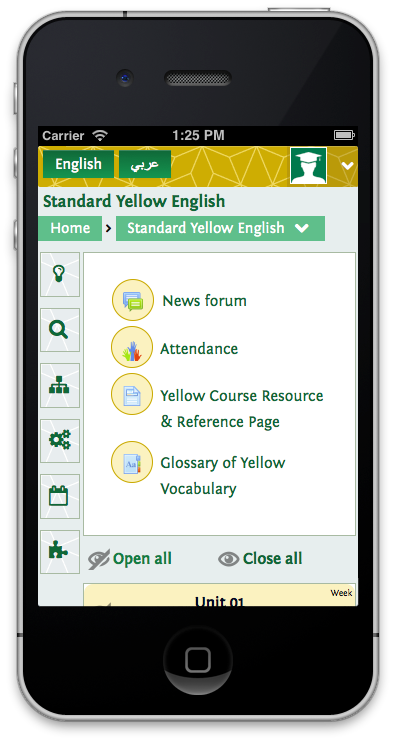 Carrier 1:25 PM
English عربي
Standard Yellow English
Home Standard Yellow English
News forum
Attendance
Yellow Course Resource
& Reference Page
Glossary of Yellow
Vocabulary
Open all Close all
Week
Unit 01